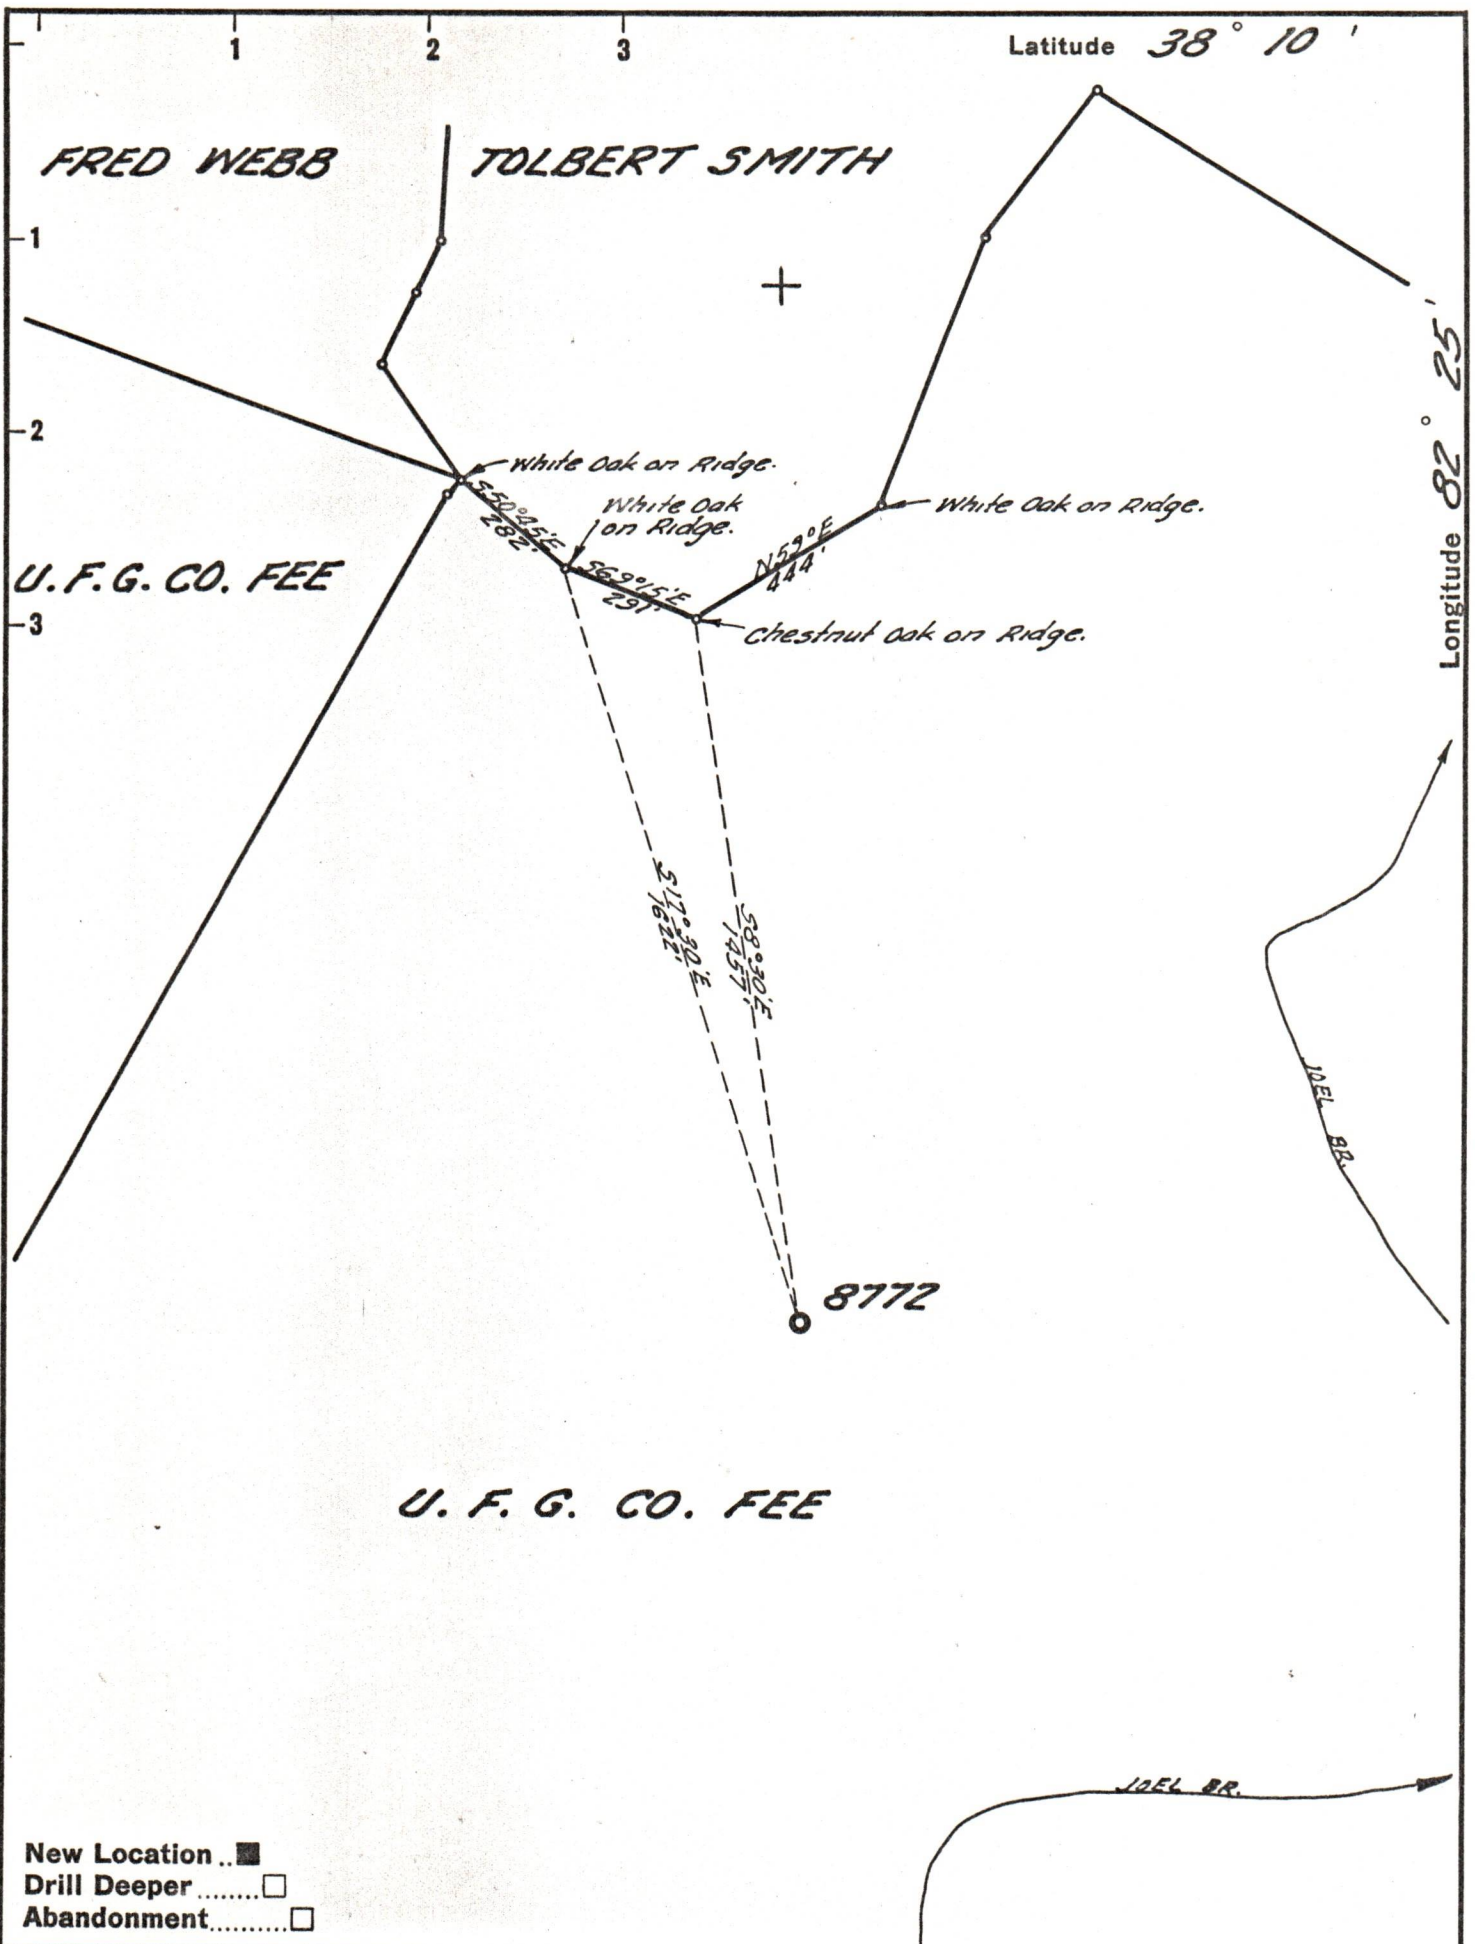 1 2 3 Latitude 38° 10'
FRED WEBB TOLBERT SMITH
1
2
Longitude 82° 25'
White Oak on Ridge.
S50°45'E
282'
White Oak
on Ridge.
White Oak on Ridge.
N59°E
444'
U.F.G. CO. FEE
S69°15'E
291'
3
Chestnut Oak on Ridge.
S17°30'E
1622'
S8°30'E
1457'
JOEL BR.
8772
U. F. G. CO. FEE
JOEL BR.
New Location ..■
Drill Deeper ........□
Abandonment..........□